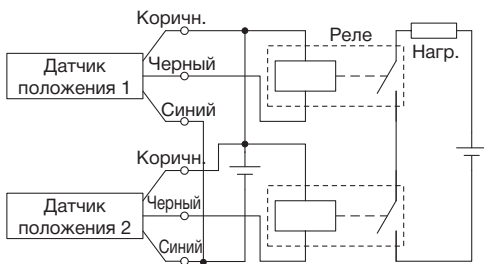 Коричн.
Реле
Нагр.
Датчик
положения 1
Черный
Синий
Коричн.
Датчик
положения 2
Черный
Синий